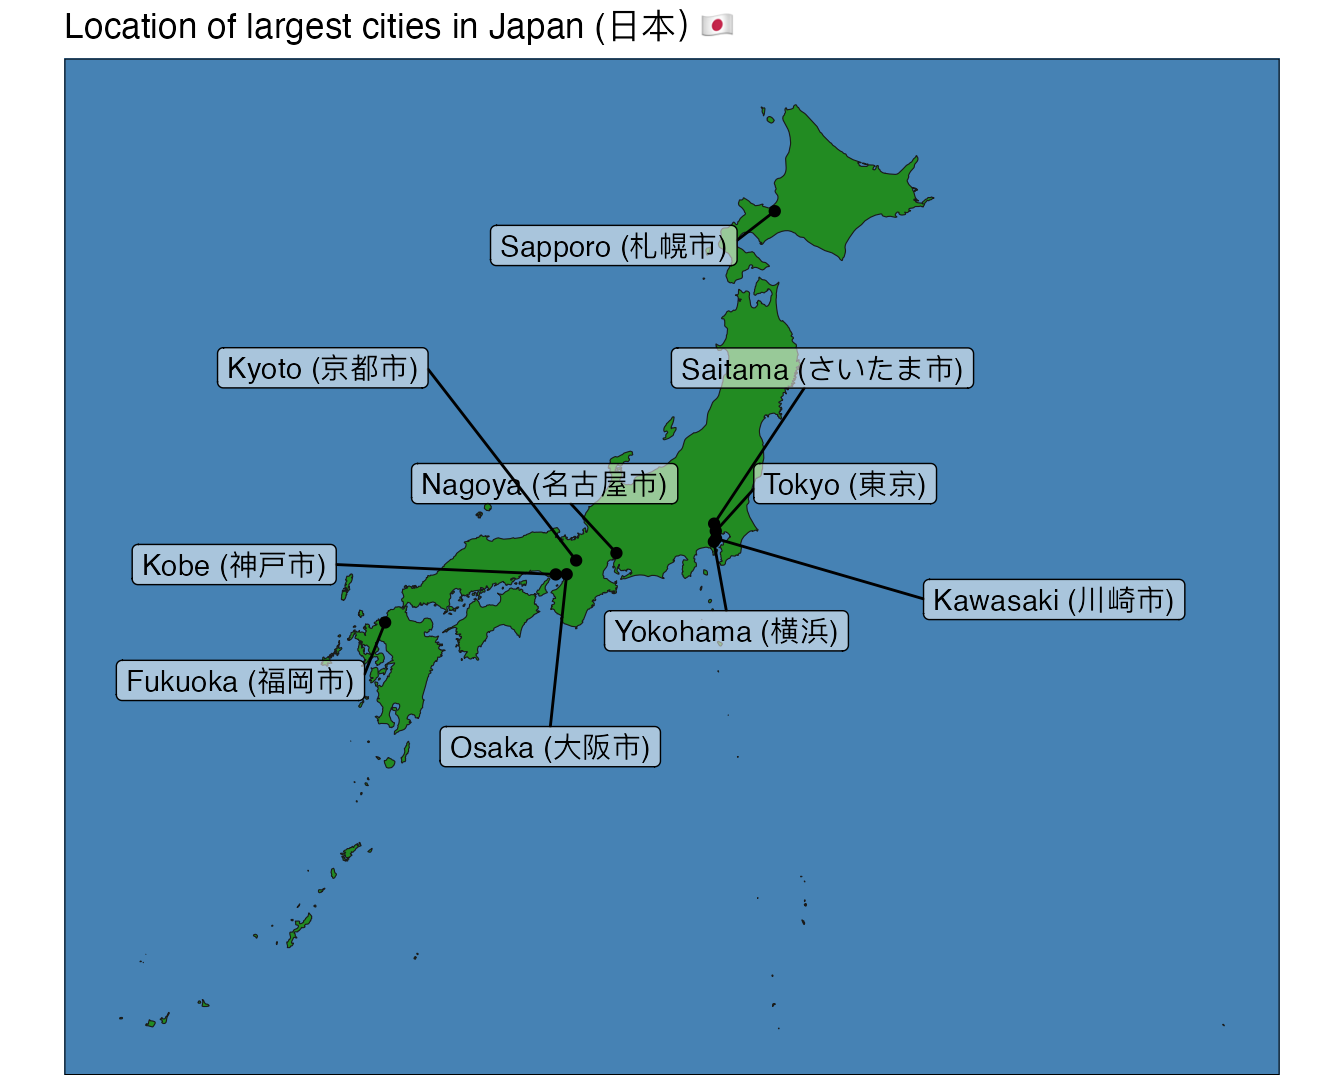 Location of largest cities in Japan (日本) 🇯🇵
Sapporo (札幌市)
Kyoto (京都市)
Saitama (さいたま市)
Nagoya (名古屋市)
Tokyo (東京)
Kobe (神戸市)
Kawasaki (川崎市)
Yokohama (横浜)
Fukuoka (福岡市)
Osaka (大阪市)